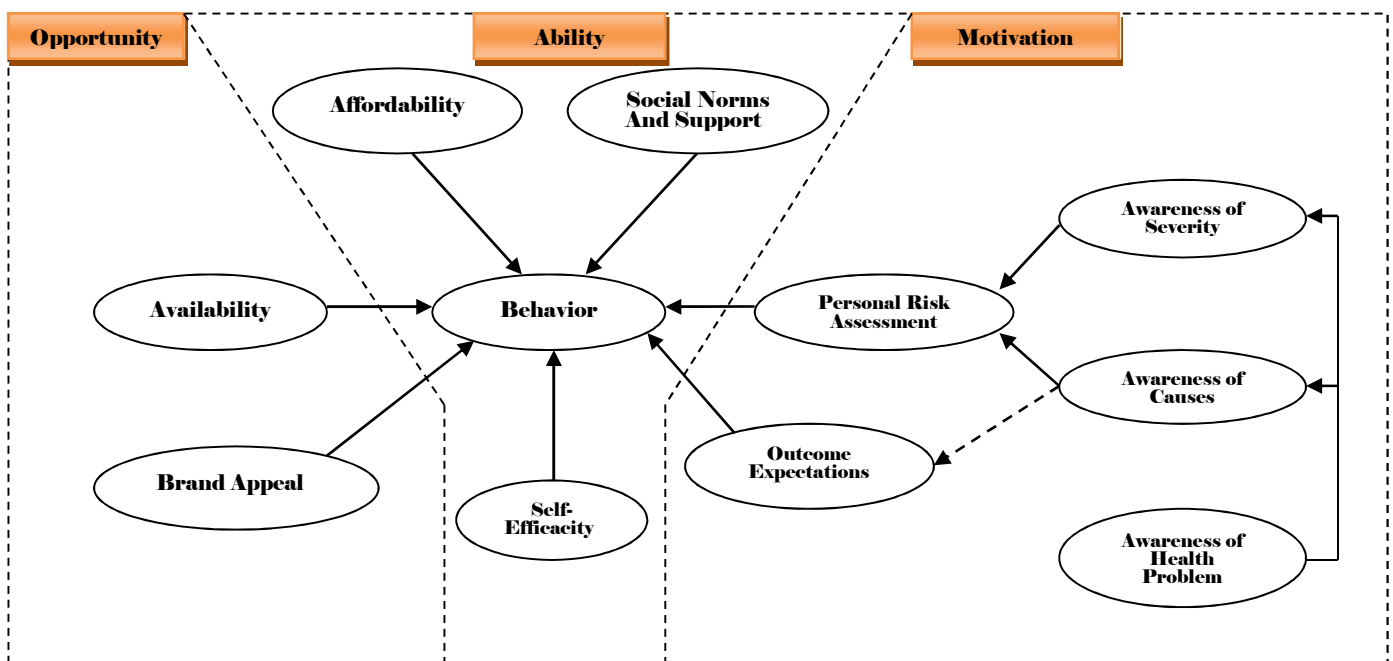 Opportunity
Ability
Motivation
Affordability
Social Norms
And Support
Awareness of
Severity
Availability
Behavior
Personal Risk
Assessment
Awareness of
Causes
Brand Appeal
Outcome
Expectations
Self-
Efficacity
Awareness of
Health
Problem